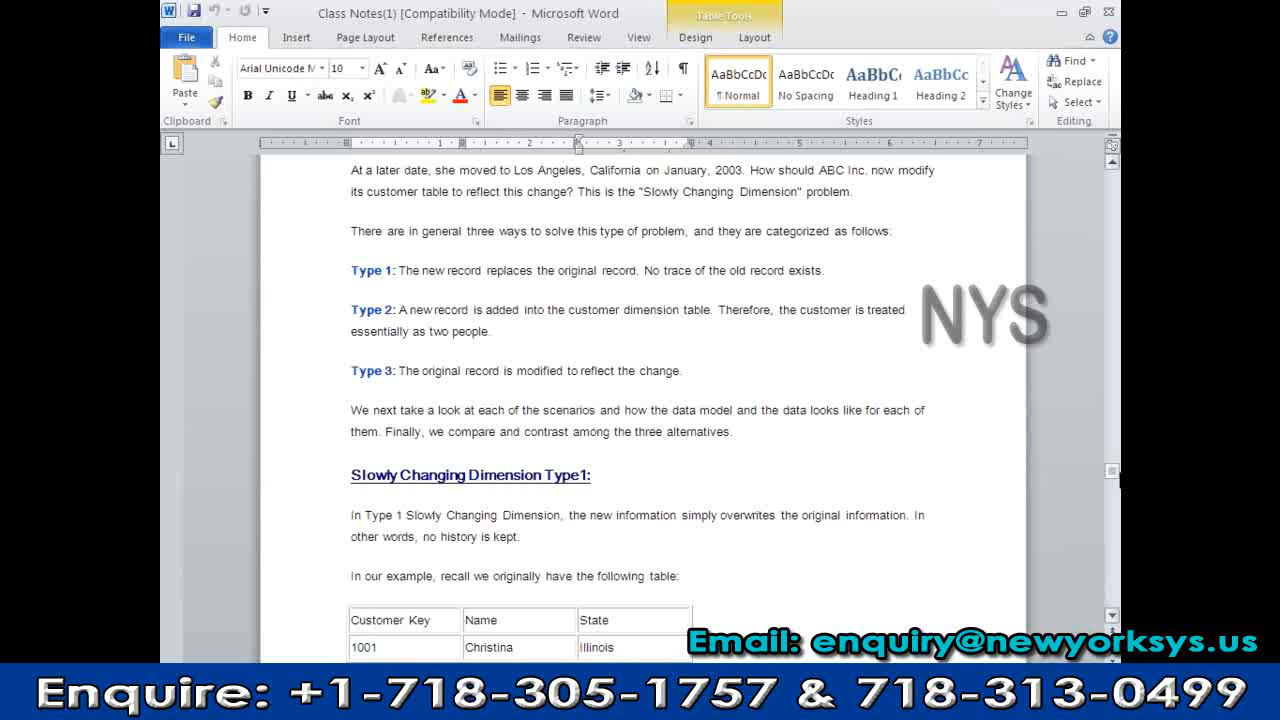 Class Notes(1) [Compatibility Mode] - Microsoft Word
Table Tools
File Home Insert Page Layout References Mailings Review View Design Layout
Arial Unicode M 10
AaBbCcDc AaBbCcDc AaBbC AaBbCc
Paste
¶ Normal No Spacing Heading 1 Heading 2
Change Styles
Find
Replace
Select
Clipboard Font Paragraph Styles Editing
1 2 3 4 5 6 7
At a later date, she moved to Los Angeles, California on January, 2003. How should ABC Inc. now modify
its customer table to reflect this change? This is the "Slowly Changing Dimension" problem.
There are in general three ways to solve this type of problem, and they are categorized as follows:
Type 1: The new record replaces the original record. No trace of the old record exists.
Type 2: A new record is added into the customer dimension table. Therefore, the customer is treated
essentially as two people.
NYS
Type 3: The original record is modified to reflect the change.
We next take a look at each of the scenarios and how the data model and the data looks like for each of
them. Finally, we compare and contrast among the three alternatives.
Slowly Changing Dimension Type1:
In Type 1 Slowly Changing Dimension, the new information simply overwrites the original information. In
other words, no history is kept.
In our example, recall we originally have the following table:
Customer Key Name State
1001 Christina Illinois
Email: enquiry@newyorksys.us
Enquire: +1-718-305-1757 & 718-313-0499